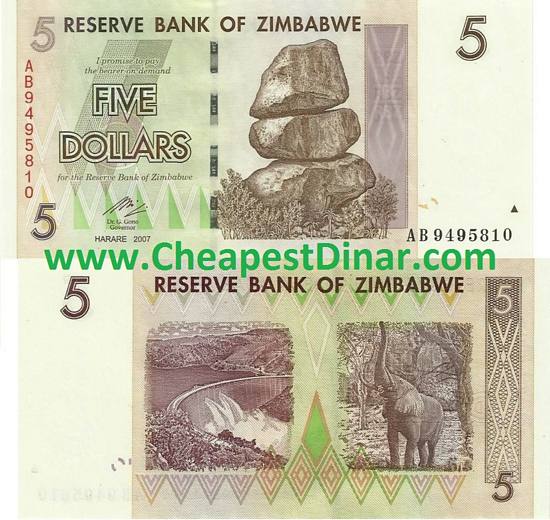 5 RESERVE BANK OF ZIMBABWE 5
I promise to pay
the bearer on demand
AB9495810
FIVE
DOLLARS
for the Reserve Bank of Zimbabwe
5
Dr. G. Gono
Governor
HARARE 2007
AB 9495810
www.CheapestDinar.com
5 RESERVE BANK OF ZIMBABWE 5
5